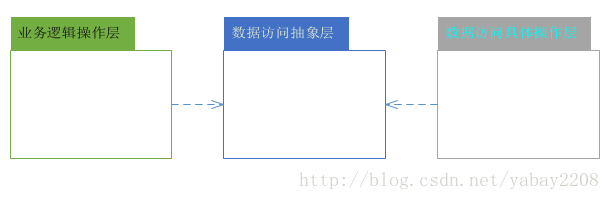 业务逻辑操作层
数据访问抽象层
数据访问具体操作层
http://blog.csdn.net/yabay2208